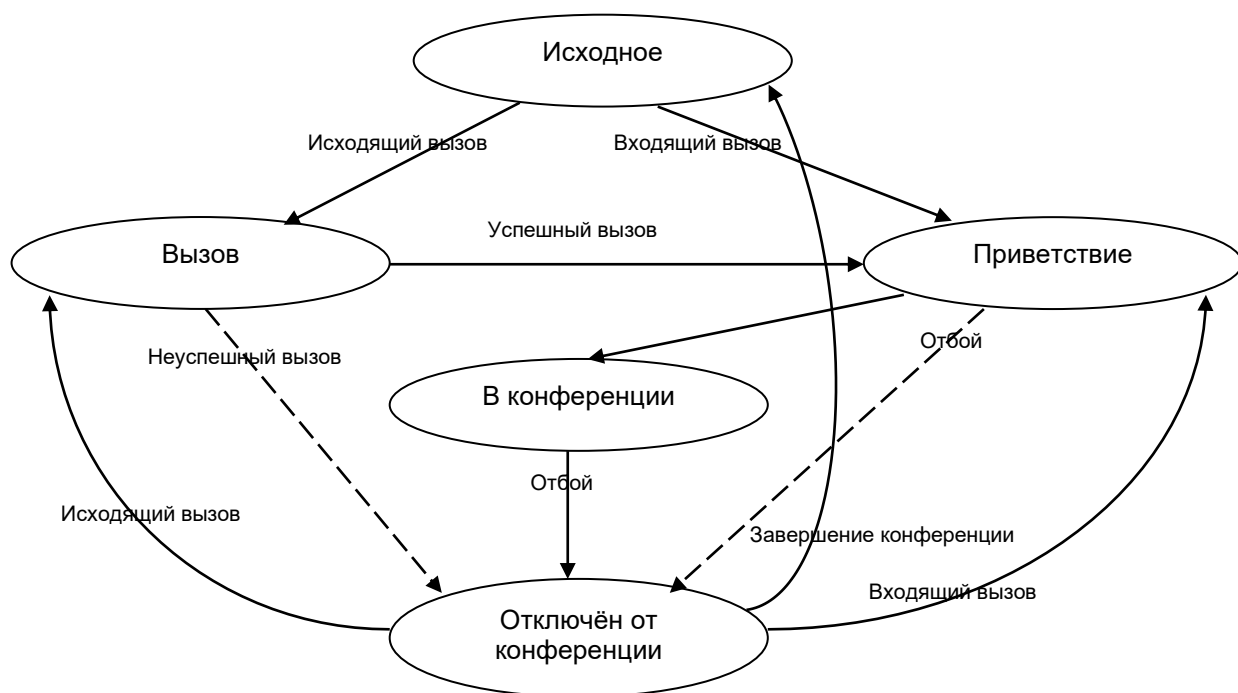 Исходное
Исходящий вызов
Входящий вызов
Успешный вызов
Вызов
Приветствие
Отбой
Неуспешный вызов
В конференции
Отбой
Исходящий вызов
Завершение конференции
Входящий вызов
Отключён от
конференции